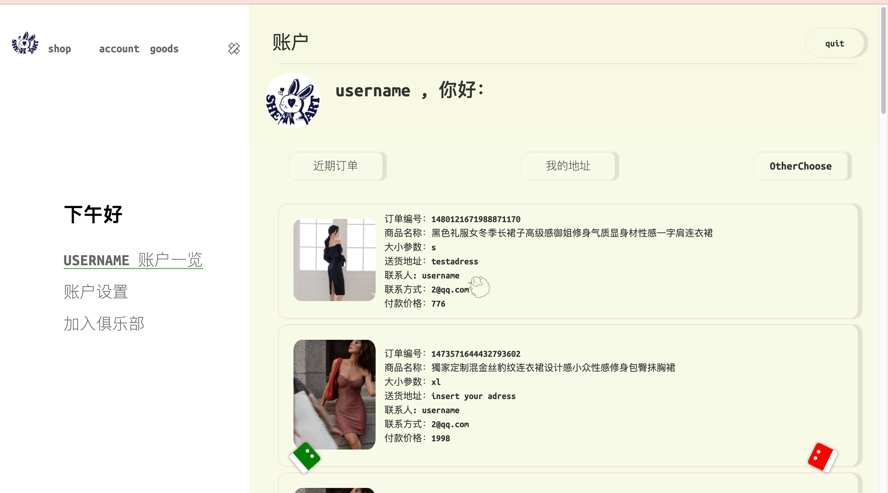 shop account goods
下午好
USERNAME 账户一览
账户设置
加入俱乐部
账户
quit
SHE ART
username , 你好:
近期订单 我的地址 OtherChoose
订单编号: 1480121671988871170
商品名称: 黑色礼服女冬季长裙子高级感御姐修身气质显身材性感一字肩连衣裙
大小参数: s
送货地址: testadress
联系人: username
联系方式: 2@qq.com
付款价格: 776
订单编号: 1473571644432793602
商品名称: 獨家定制混金丝豹纹连衣裙设计感小众性感修身包臀抹胸裙
大小参数: xl
送货地址: insert your adress
联系人: username
联系方式: 2@qq.com
付款价格: 1998